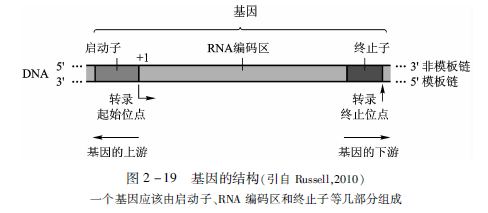 基因
启动子 +1 RNA编码区 终止子
5′ ··· ··· 3′ 非模板链
DNA
3′ ··· ··· 5′ 模板链
转录 转录
起始位点 终止位点
基因的上游 基因的下游
图 2-19 基因的结构(引自 Russell,2010)
一个基因应该由启动子、RNA 编码区和终止子等几部分组成